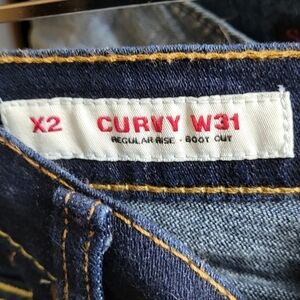 X2 CURVY W31
REGULAR RISE - BOOT CUT